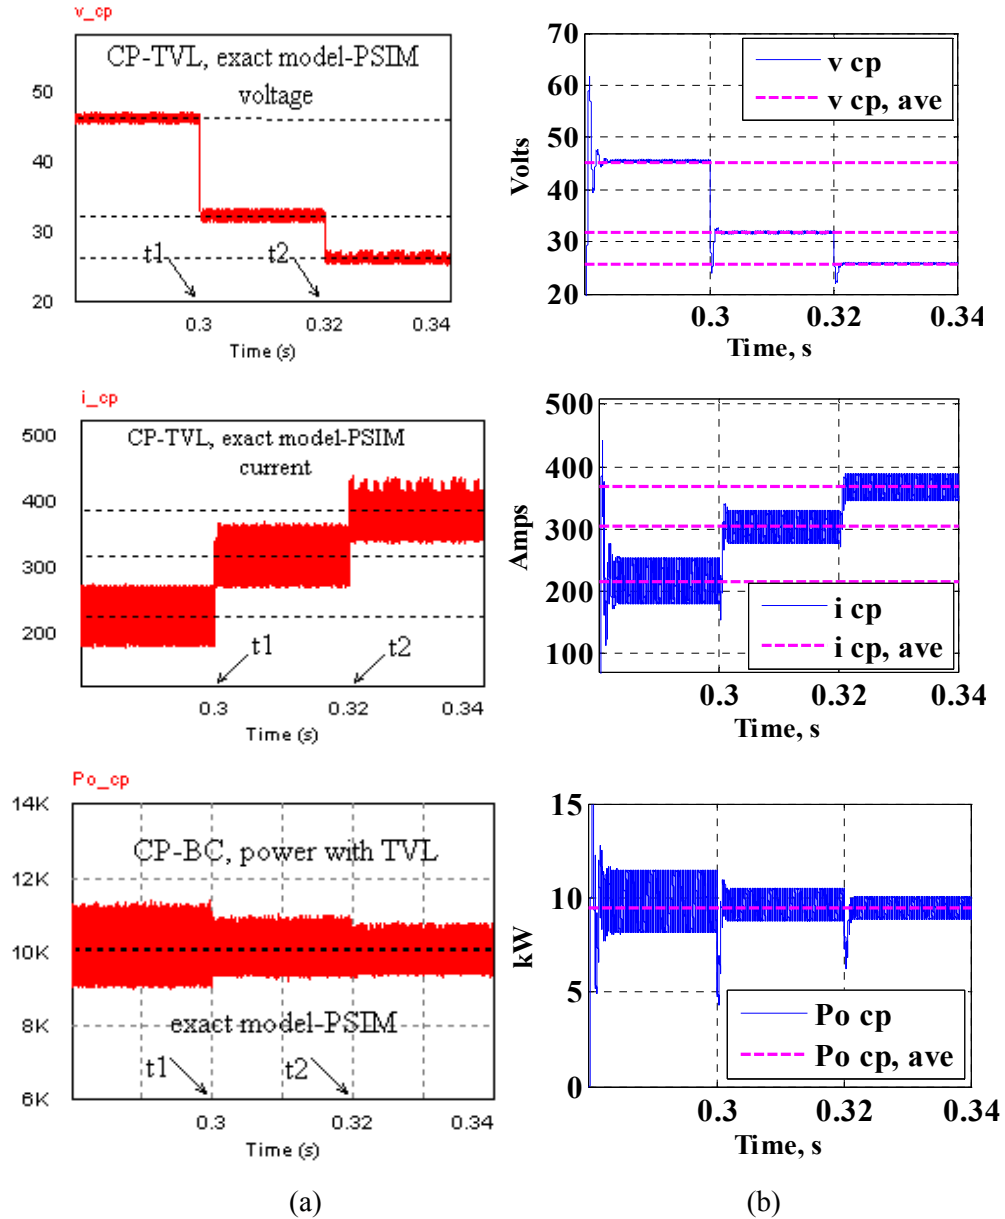 v_cp
CP-TVL, exact model-PSIM
voltage
50
40
30
20
t1
t2
0.3
0.32
0.34
Time (s)
70
60
50
40
30
20
Volts
v cp
v cp, ave
0.3
0.32
0.34
Time, s
i_cp
CP-TVL, exact model-PSIM
current
500
400
300
200
t1
t2
0.3
0.32
0.34
Time (s)
500
400
300
200
100
Amps
i cp
i cp, ave
0.3
0.32
0.34
Time, s
Po_cp
14K
12K
10K
8K
6K
CP-BC, power with TVL
exact model-PSIM
t1
t2
0.3
0.32
0.34
Time (s)
15
10
5
0
kW
Po cp
Po cp, ave
0.3
0.32
0.34
Time, s
(a)
(b)